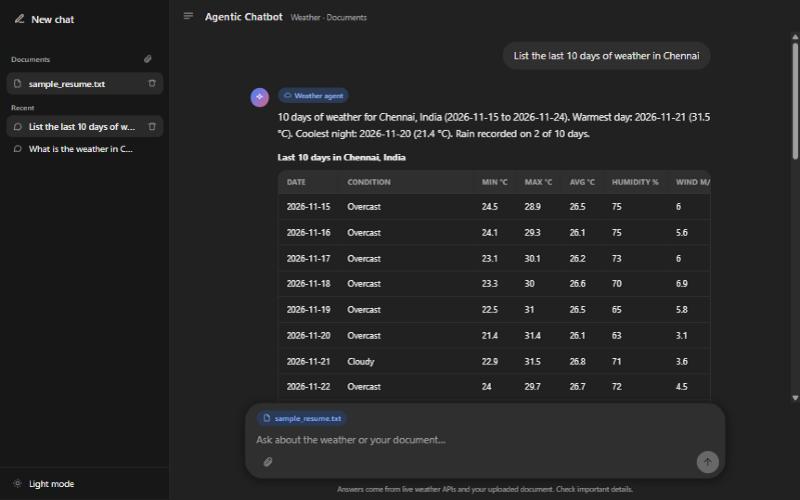 New chat
Documents
sample_resume.txt
Recent
List the last 10 days of w...
What is the weather in C...
Light mode
Agentic Chatbot Weather · Documents
List the last 10 days of weather in Chennai
Weather agent
10 days of weather for Chennai, India (2026-11-15 to 2026-11-24). Warmest day: 2026-11-21 (31.5
°C). Coolest night: 2026-11-20 (21.4 °C). Rain recorded on 2 of 10 days.
Last 10 days in Chennai, India
DATE CONDITION MIN °C MAX °C AVG °C HUMIDITY % WIND M/
2026-11-15 Overcast 24.5 28.9 26.5 75 6
2026-11-16 Overcast 24.1 29.3 26.1 75 5.6
2026-11-17 Overcast 23.1 30.1 26.2 73 6
2026-11-18 Overcast 23.3 30 26.6 70 6.9
2026-11-19 Overcast 22.5 31 26.5 65 5.8
2026-11-20 Overcast 21.4 31.4 26.1 63 3.1
2026-11-21 Cloudy 22.9 31.5 26.8 71 3.6
2026-11-22 Overcast 24 29.7 26.7 72 4.5
sample_resume.txt
Ask about the weather or your document...
Answers come from live weather APIs and your uploaded document. Check important details.